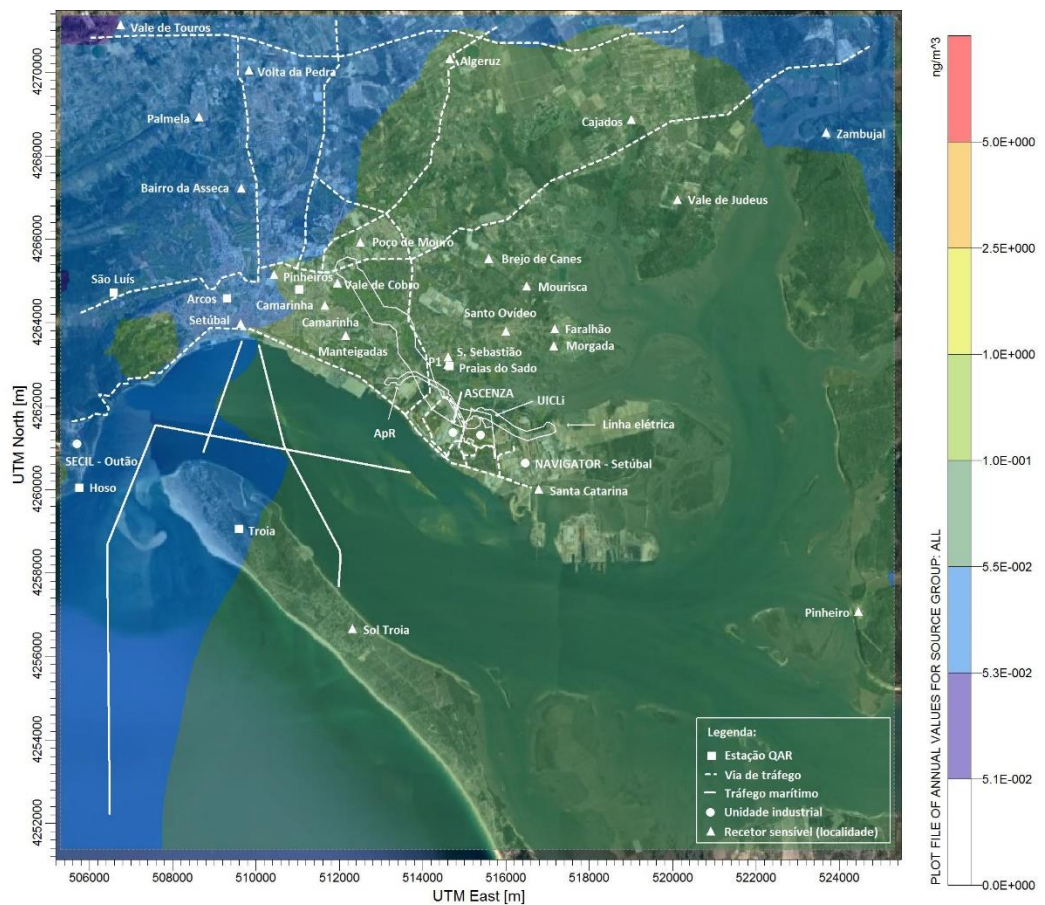 Vale de Touros
Volta da Pedra
Algeruz
Palmela
Cajados
Zambujal
Bairro da Asseca
Vale de Judeus
Poço de Mouro
Brejo de Canes
São Luís
Pinheiros
Vale de Cobro
Mourisca
Arcos
Camarinha
Santo Ovídeo
Setúbal
Camarinha
Faralhão
Manteigadas
Morgada
S. Sebastião
P1
Praias do Sado
ASCENZA
UICLi
ApR
Linha elétrica
SECIL - Outão
NAVIGATOR - Setúbal
Hoso
Santa Catarina
Troia
Pinheiro
Sol Troia
Legenda:
Estação QAR
Via de tráfego
Tráfego marítimo
Unidade industrial
Recetor sensível (localidade)
UTM North [m]
4270000
4268000
4266000
4264000
4262000
4260000
4258000
4256000
4254000
4252000
506000 508000 510000 512000 514000 516000 518000 520000 522000 524000
UTM East [m]
PLOT FILE OF ANNUAL VALUES FOR SOURCE GROUP: ALL
ng/m^3
5.0E+000
2.5E+000
1.0E+000
1.0E-001
5.5E-002
5.3E-002
5.1E-002
0.0E+000